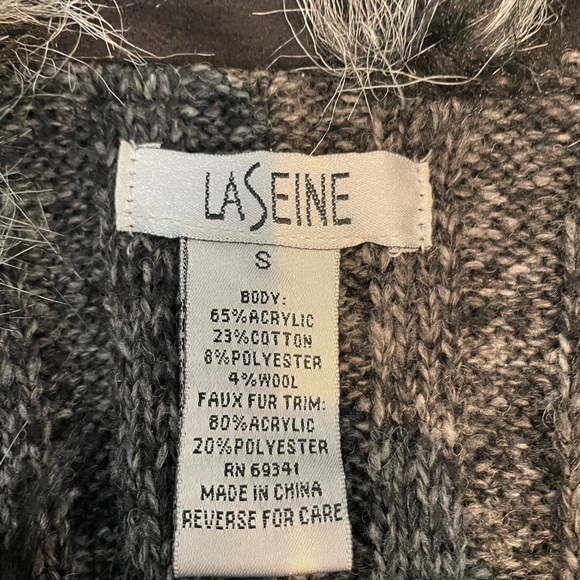 LASEINE
S
BODY:
65%ACRYLIC
23%COTTON
8%POLYESTER
4%WOOL
FAUX FUR TRIM:
80%ACRYLIC
20%POLYESTER
RN 69341
MADE IN CHINA
REVERSE FOR CARE